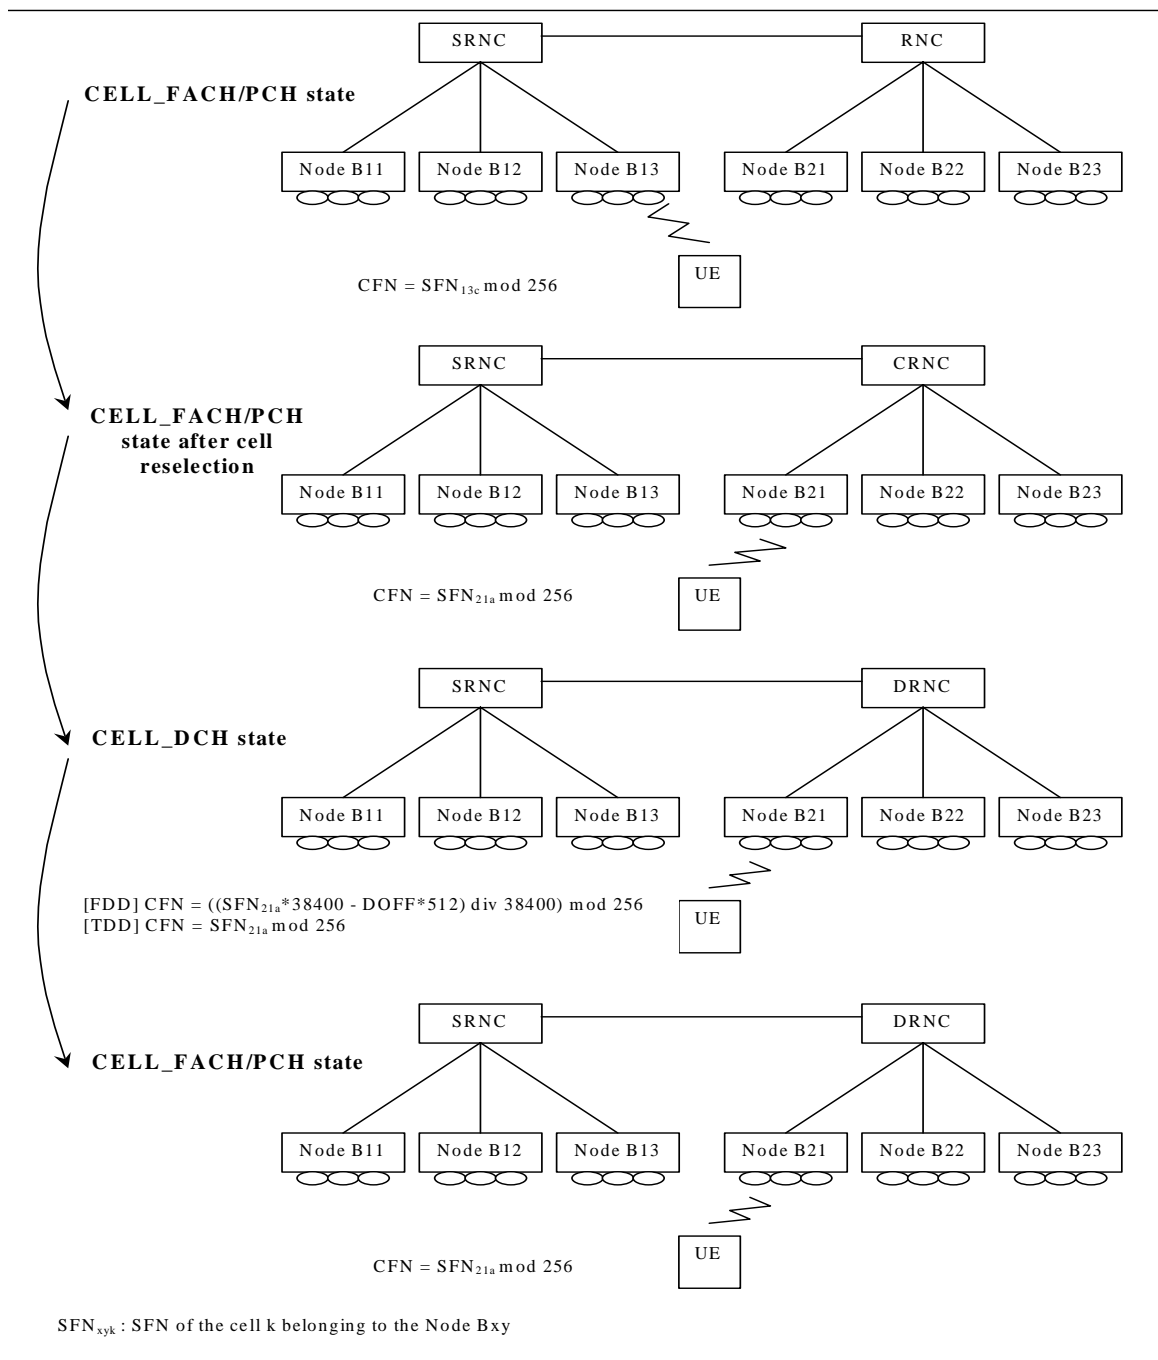 SRNC RNC
CELL_FACH/PCH state
Node B11 Node B12 Node B13 Node B21 Node B22 Node B23
UE
CFN = SFN13c mod 256
SRNC CRNC
CELL_FACH/PCH
state after cell
reselection
Node B11 Node B12 Node B13 Node B21 Node B22 Node B23
CFN = SFN21a mod 256 UE
SRNC DRNC
CELL_DCH state
Node B11 Node B12 Node B13 Node B21 Node B22 Node B23
[FDD] CFN = ((SFN21a*38400 - DOFF*512) div 38400) mod 256
[TDD] CFN = SFN21a mod 256
UE
SRNC DRNC
CELL_FACH/PCH state
Node B11 Node B12 Node B13 Node B21 Node B22 Node B23
UE
CFN = SFN21a mod 256
SFNxyk : SFN of the cell k belonging to the Node Bxy